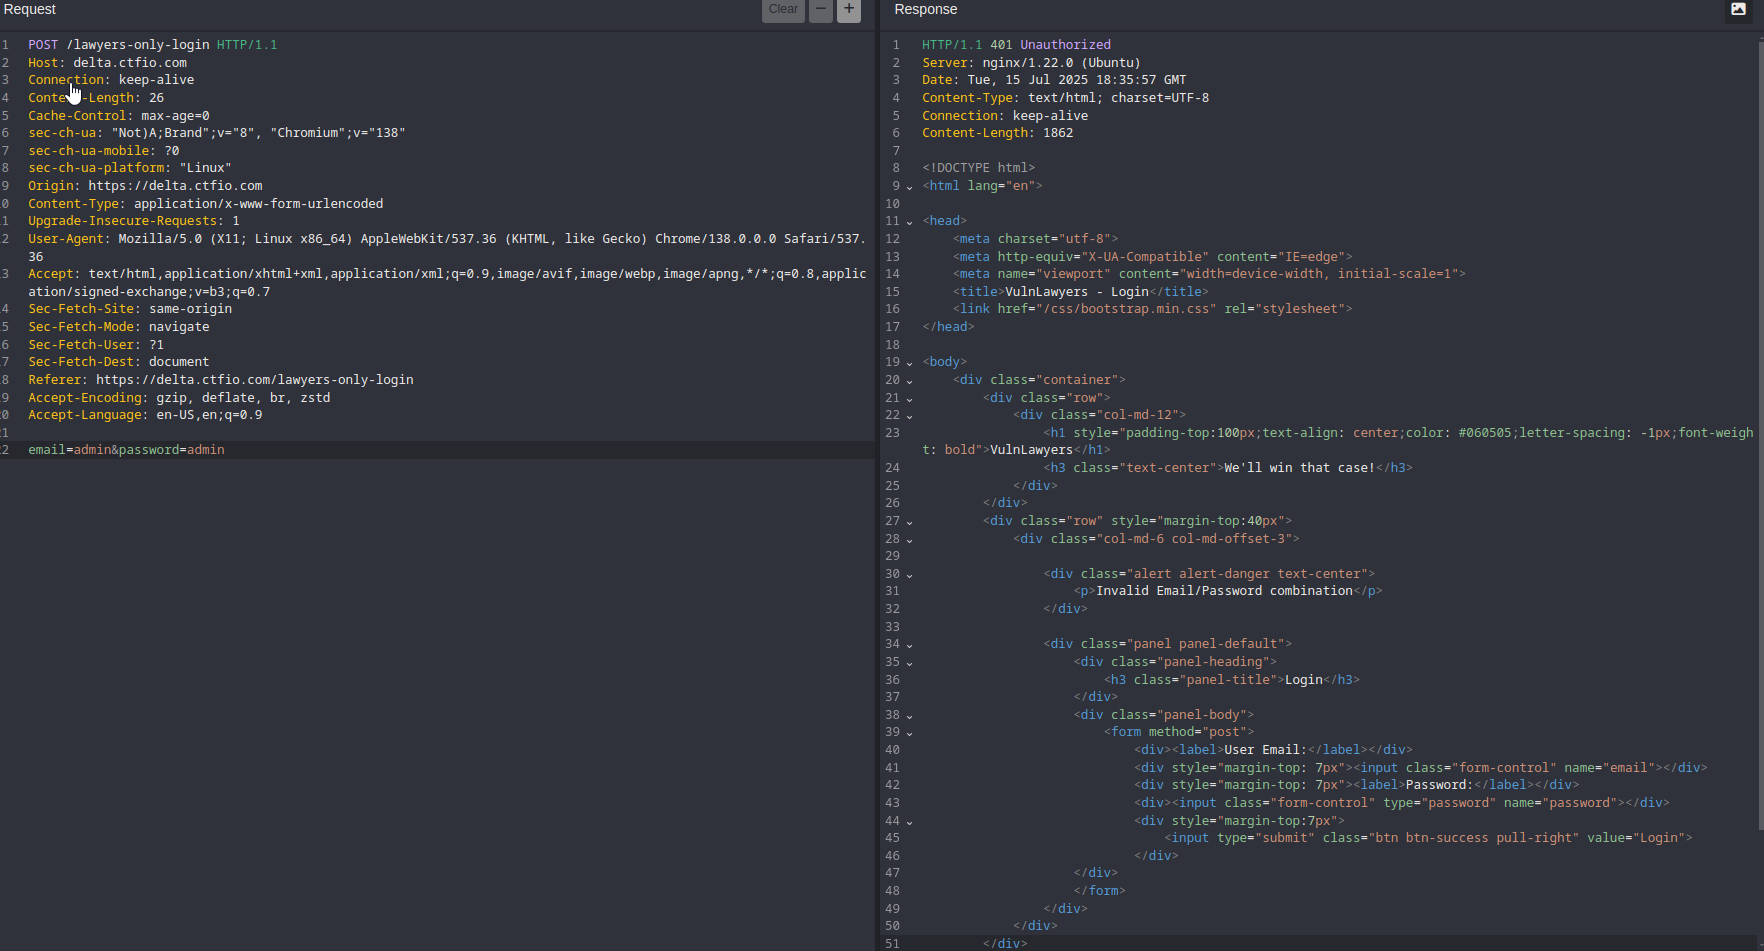 Request
Clear
1 POST /lawyers-only-login HTTP/1.1
2 Host: delta.ctfio.com
3 Connection: keep-alive
4 Content-Length: 26
5 Cache-Control: max-age=0
6 sec-ch-ua: "Not)A;Brand";v="8", "Chromium";v="138"
7 sec-ch-ua-mobile: ?0
8 sec-ch-ua-platform: "Linux"
9 Origin: https://delta.ctfio.com
0 Content-Type: application/x-www-form-urlencoded
1 Upgrade-Insecure-Requests: 1
2 User-Agent: Mozilla/5.0 (X11; Linux x86_64) AppleWebKit/537.36 (KHTML, like Gecko) Chrome/138.0.0.0 Safari/537.
36
3 Accept: text/html,application/xhtml+xml,application/xml;q=0.9,image/avif,image/webp,image/apng,*/*;q=0.8,applic
ation/signed-exchange;v=b3;q=0.7
4 Sec-Fetch-Site: same-origin
5 Sec-Fetch-Mode: navigate
6 Sec-Fetch-User: ?1
7 Sec-Fetch-Dest: document
8 Referer: https://delta.ctfio.com/lawyers-only-login
9 Accept-Encoding: gzip, deflate, br, zstd
20 Accept-Language: en-US,en;q=0.9
21
22 email=admin&password=admin
Response
1 HTTP/1.1 401 Unauthorized
2 Server: nginx/1.22.0 (Ubuntu)
3 Date: Tue, 15 Jul 2025 18:35:57 GMT
4 Content-Type: text/html; charset=UTF-8
5 Connection: keep-alive
6 Content-Length: 1862
7
8 <!DOCTYPE html>
9 <html lang="en">
10
11 <head>
12 <meta charset="utf-8">
13 <meta http-equiv="X-UA-Compatible" content="IE=edge">
14 <meta name="viewport" content="width=device-width, initial-scale=1">
15 <title>VulnLawyers - Login</title>
16 <link href="/css/bootstrap.min.css" rel="stylesheet">
17 </head>
18
19 <body>
20 <div class="container">
21 <div class="row">
22 <div class="col-md-12">
23 <h1 style="padding-top:100px;text-align: center;color: #060505;letter-spacing: -1px;font-weigh
t: bold">VulnLawyers</h1>
24 <h3 class="text-center">We'll win that case!</h3>
25 </div>
26 </div>
27 <div class="row" style="margin-top:40px">
28 <div class="col-md-6 col-md-offset-3">
29
30 <div class="alert alert-danger text-center">
31 <p>Invalid Email/Password combination</p>
32 </div>
33
34 <div class="panel panel-default">
35 <div class="panel-heading">
36 <h3 class="panel-title">Login</h3>
37 </div>
38 <div class="panel-body">
39 <form method="post">
40 <div><label>User Email:</label></div>
41 <div style="margin-top: 7px"><input class="form-control" name="email"></div>
42 <div style="margin-top: 7px"><label>Password:</label></div>
43 <div><input class="form-control" type="password" name="password"></div>
44 <div style="margin-top:7px">
45 <input type="submit" class="btn btn-success pull-right" value="Login">
46 </div>
47 </div>
48 </form>
49 </div>
50 </div>
51 </div>